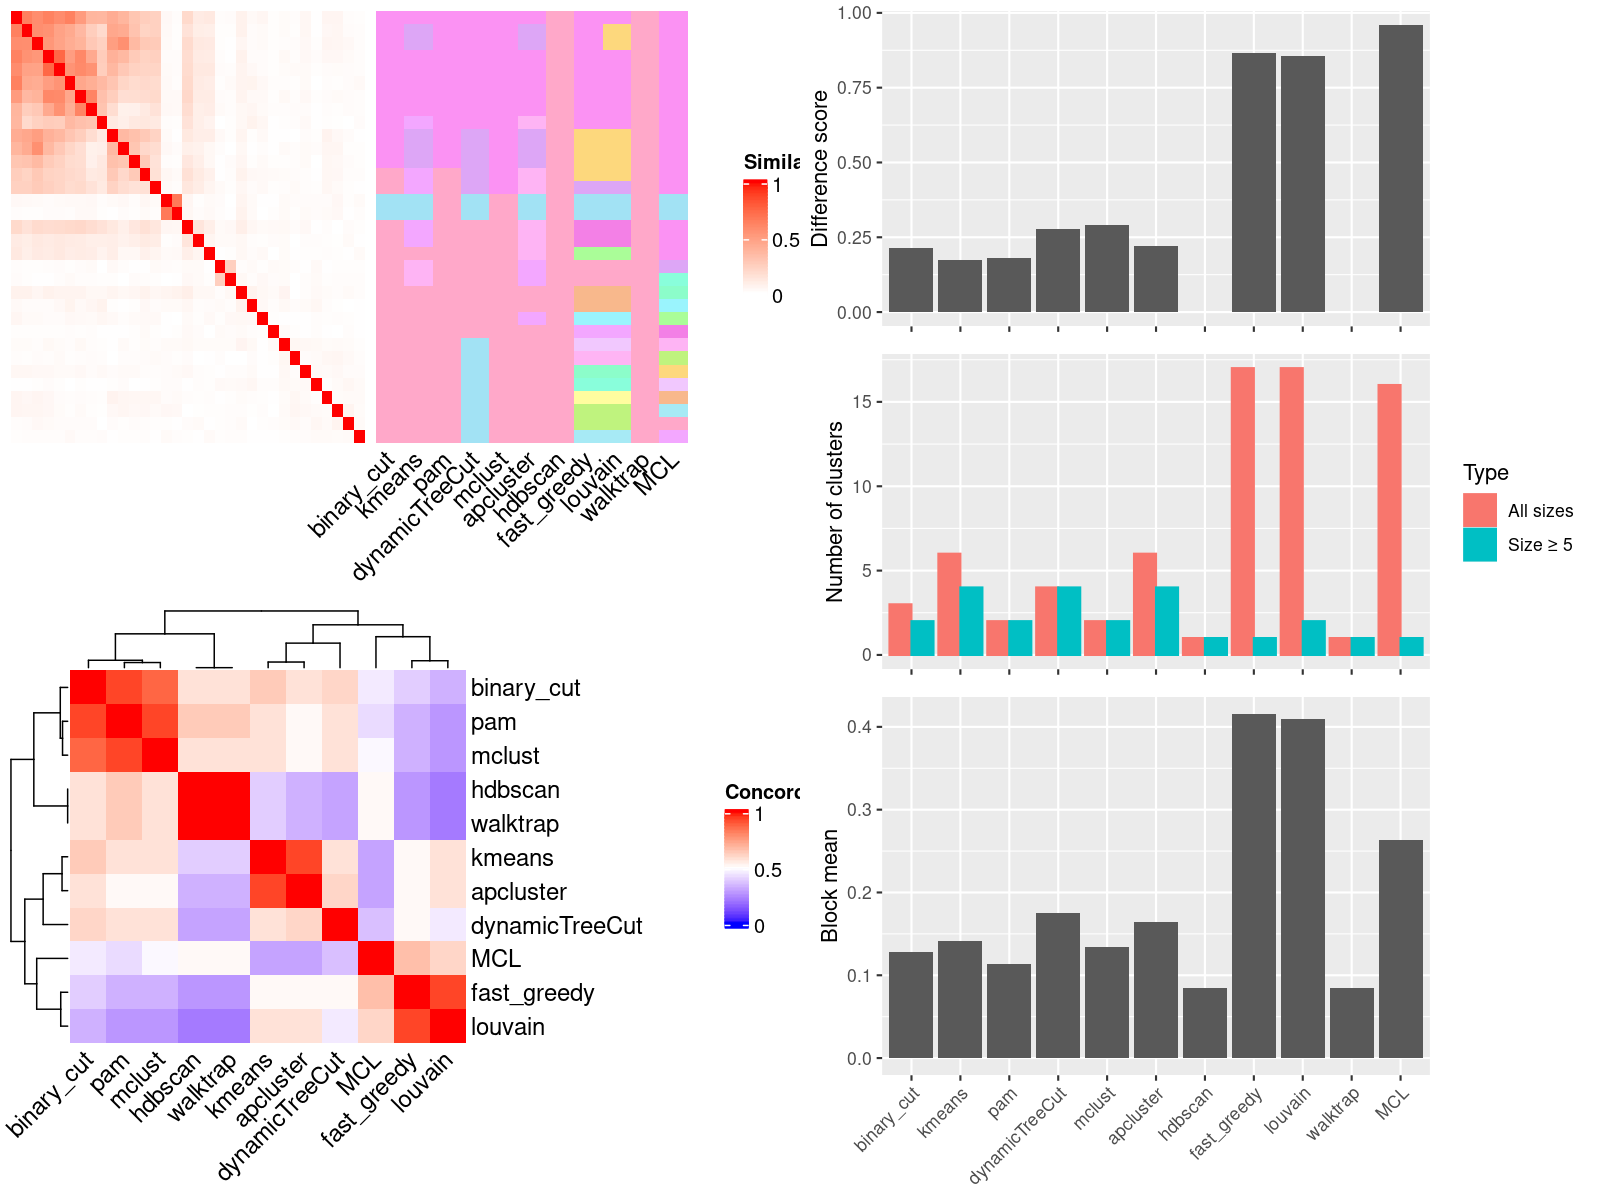 Simila
1
0.5
0
binary_cut
kmeans
pam
dynamicTreeCut
mclust
apcluster
hdbscan
fast_greedy
louvain
walktrap
MCL
binary_cut
pam
mclust
hdbscan
walktrap
kmeans
apcluster
dynamicTreeCut
MCL
fast_greedy
louvain
Concord
1
0.5
0
binary_cut
pam
mclust
hdbscan
walktrap
kmeans
apcluster
dynamicTreeCut
MCL
fast_greedy
louvain
Difference score
1.00
0.75
0.50
0.25
0.00
Number of clusters
15
10
5
0
Type
All sizes
Size ≥ 5
Block mean
0.4
0.3
0.2
0.1
0.0
binary_cut
kmeans
pam
dynamicTreeCut
mclust
apcluster
hdbscan
fast_greedy
louvain
walktrap
MCL